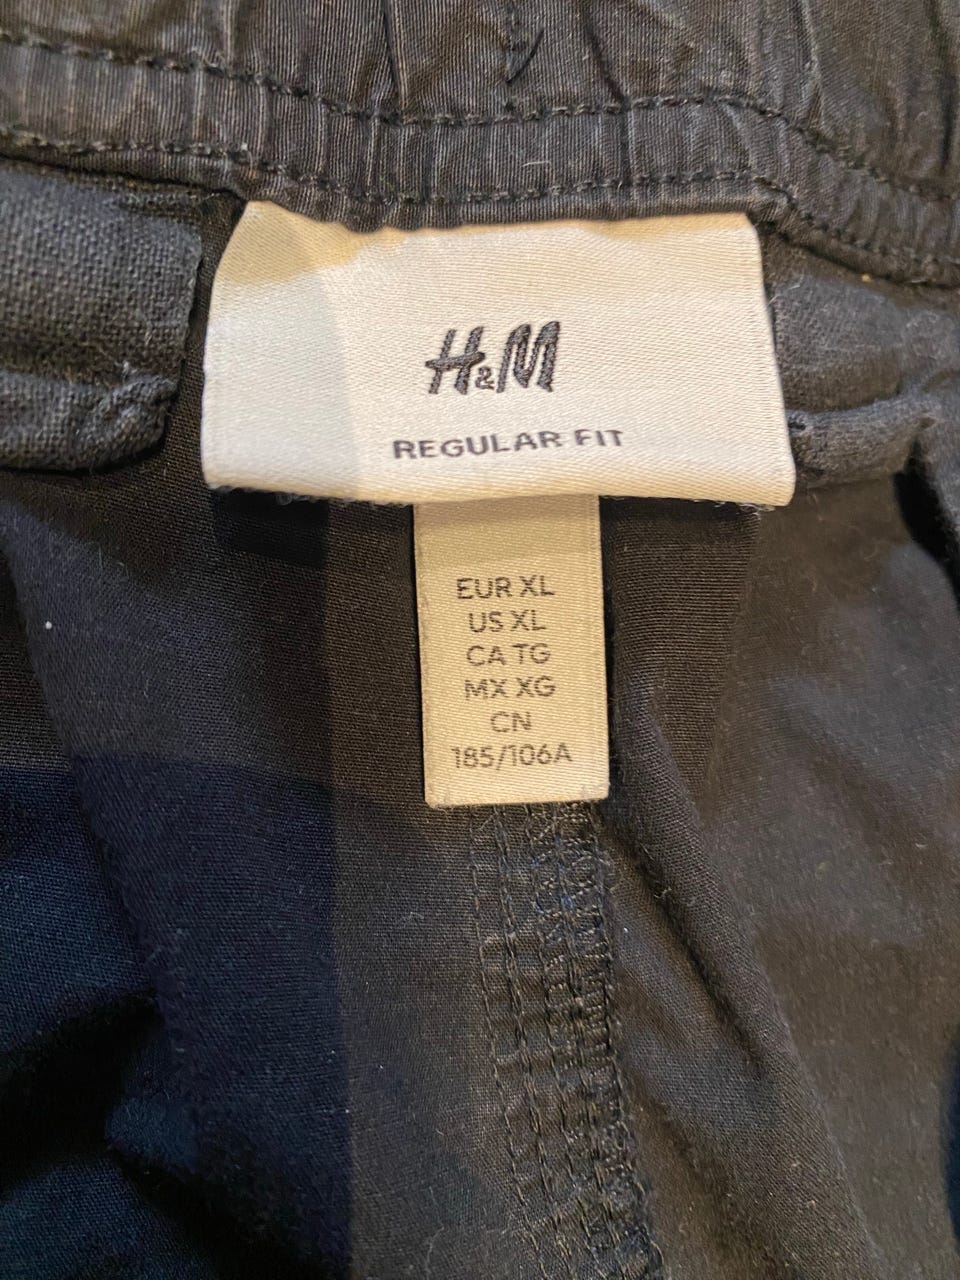 H&M
REGULAR FIT
EUR XL
US XL
CA TG
MX XG
CN
185/106A